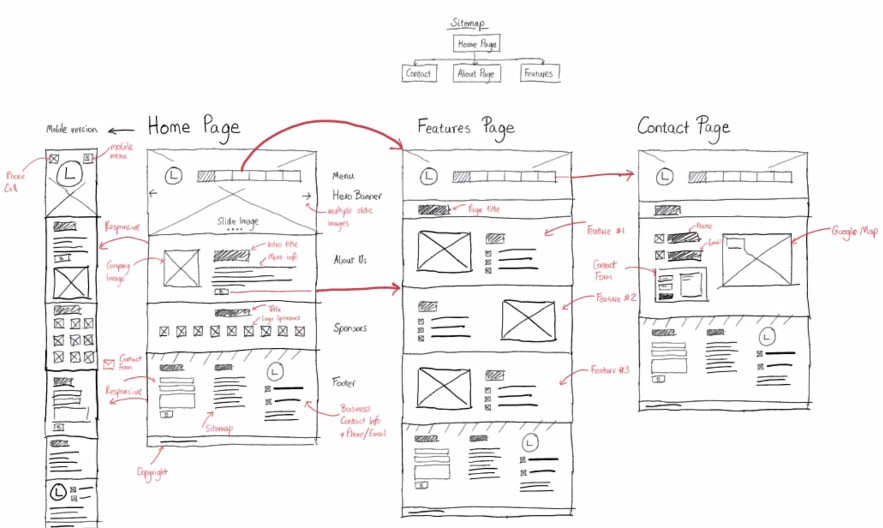 Sitemap
Home Page
Contact
About Page
Features
Mobile version
Home Page
Features Page
Contact Page
Phone
Call
mobile
menu
L
L
Menu
Hero Banner
multiple slide
images
Slide Image
L
Page title
L
Phone
Email
Google Map
Contact
Form
Responsive
Company
Image
Intro title
More info
About Us
Feature #1
Title
Logo Sponsors
Sponsors
Feature #2
Contact
Form
Responsive
L
Footer
Sitemap
Business
Contact Info
+ Phone/Email
Copyright
Feature #3
L
L
L